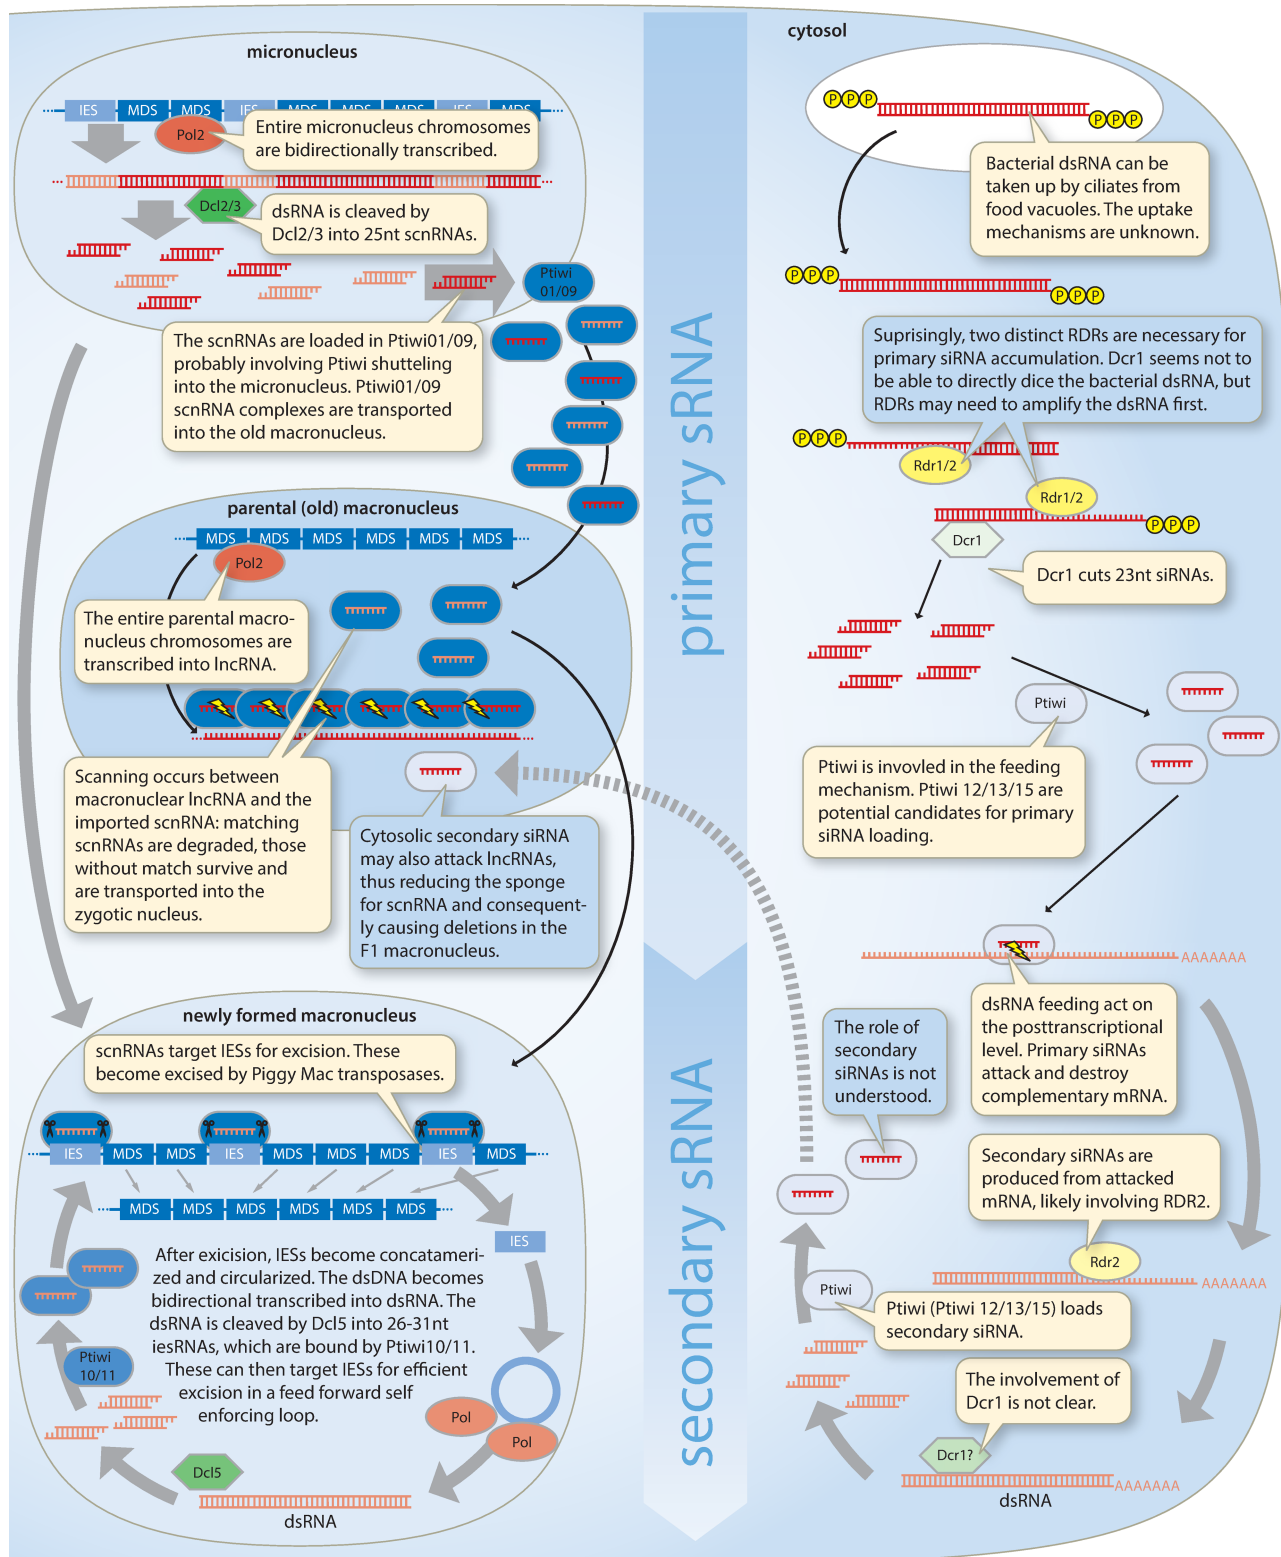 micronucleus
IES MDS MDS IES MDS MDS MDS IES MDS
Pol2
Entire micronucleus chromosomes
are bidirectionally transcribed.
Dcl2/3
dsRNA is cleaved by
Dcl2/3 into 25nt scnRNAs.
Ptiwi
01/09
The scnRNAs are loaded in Ptiwi01/09,
probably involving Ptiwi shutteling
into the micronucleus. Ptiwi01/09
scnRNA complexes are transported
into the old macronucleus.
parental (old) macronucleus
MDS MDS MDS MDS MDS MDS
Pol2
The entire parental macro-
nucleus chromosomes are
transcribed into lncRNA.
Scanning occurs between
macronuclear lncRNA and the
imported scnRNA: matching
scnRNAs are degraded, those
without match survive and
are transported into the
zygotic nucleus.
Cytosolic secondary siRNA
may also attack lncRNAs,
thus reducing the sponge
for scnRNA and consequent-
ly causing deletions in the
F1 macronucleus.
newly formed macronucleus
scnRNAs target IESs for excision. These
become excised by Piggy Mac transposases.
IES MDS MDS IES MDS MDS MDS IES MDS
MDS MDS MDS MDS MDS MDS
IES
After exicision, IESs become concatameri-
zed and circularized. The dsDNA becomes
bidirectional transcribed into dsRNA. The
dsRNA is cleaved by Dcl5 into 26-31nt
iesRNAs, which are bound by Ptiwi10/11.
These can then target IESs for efficient
excision in a feed forward self
enforcing loop.
Ptiwi
10/11
Pol
Pol
Dcl5
dsRNA
primary sRNA
secondary sRNA
cytosol
P P P
P P P
Bacterial dsRNA can be
taken up by ciliates from
food vacuoles. The uptake
mechanisms are unknown.
P P P
P P P
Suprisingly, two distinct RDRs are necessary for
primary siRNA accumulation. Dcr1 seems not to
be able to directly dice the bacterial dsRNA, but
RDRs may need to amplify the dsRNA first.
P P P
Rdr1/2
Rdr1/2
P P P
Dcr1
Dcr1 cuts 23nt siRNAs.
Ptiwi
Ptiwi is invovled in the feeding
mechanism. Ptiwi 12/13/15 are
potential candidates for primary
siRNA loading.
AAAAAAA
dsRNA feeding act on
the posttranscriptional
level. Primary siRNAs
attack and destroy
complementary mRNA.
The role of
secondary
siRNAs is not
understood.
Secondary siRNAs are
produced from attacked
mRNA, likely involving RDR2.
Rdr2
AAAAAAA
Ptiwi
Ptiwi (Ptiwi 12/13/15) loads
secondary siRNA.
The involvement of
Dcr1 is not clear.
Dcr1?
AAAAAAA
dsRNA